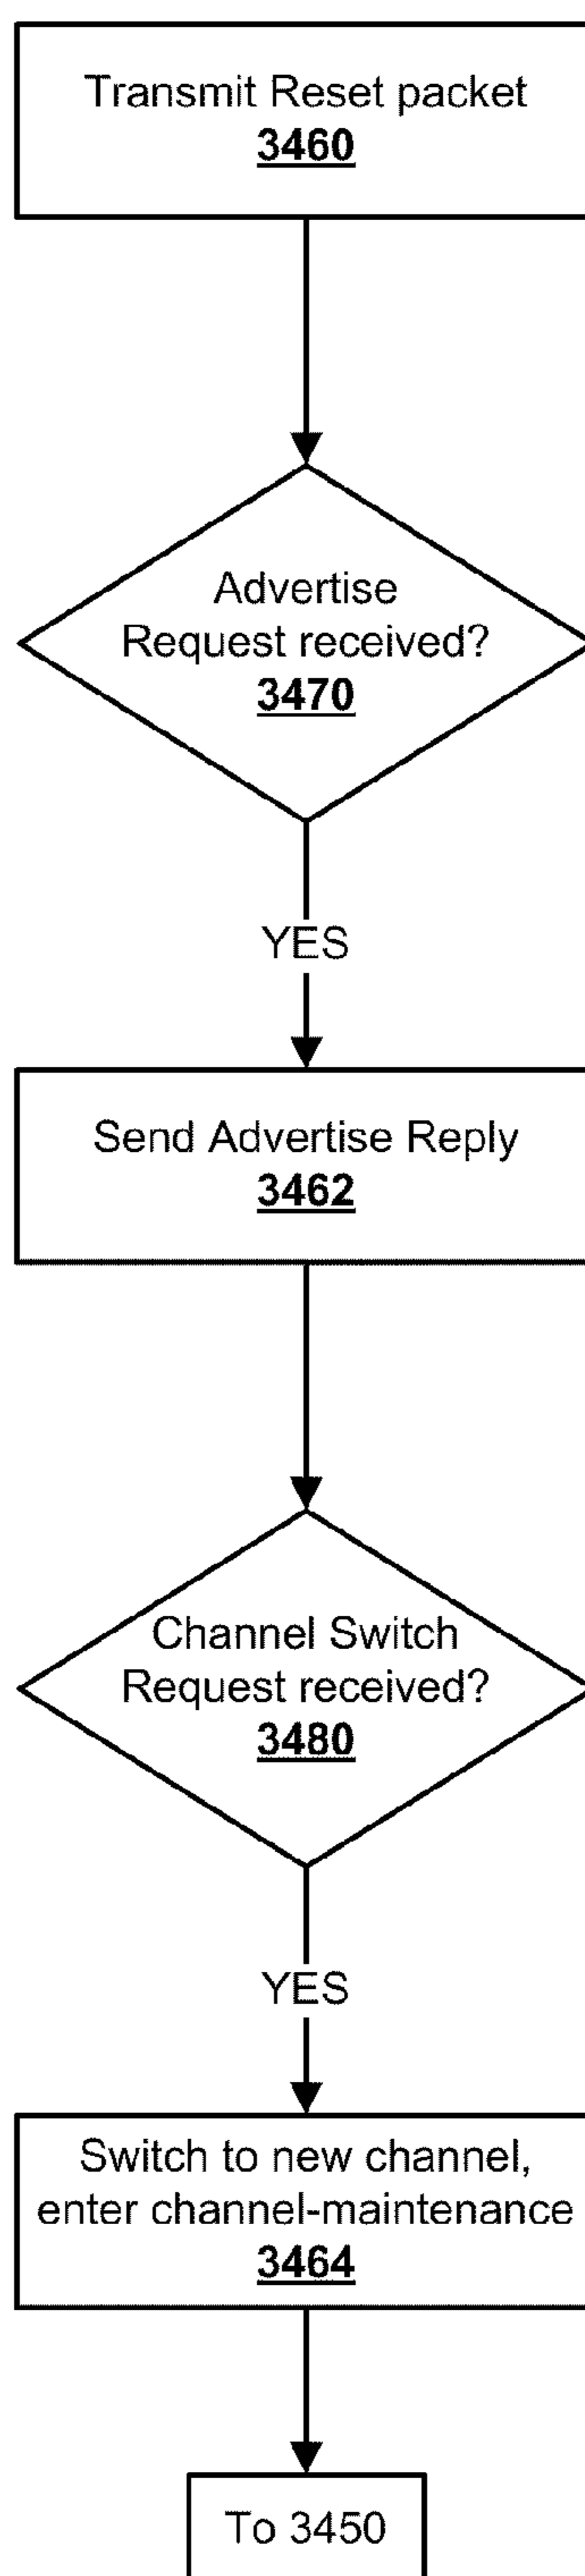 Transmit Reset packet
3460
Advertise
Request received?
3470
YES
Send Advertise Reply
3462
Channel Switch
Request received?
3480
YES
Switch to new channel,
enter channel-maintenance
3464
To 3450